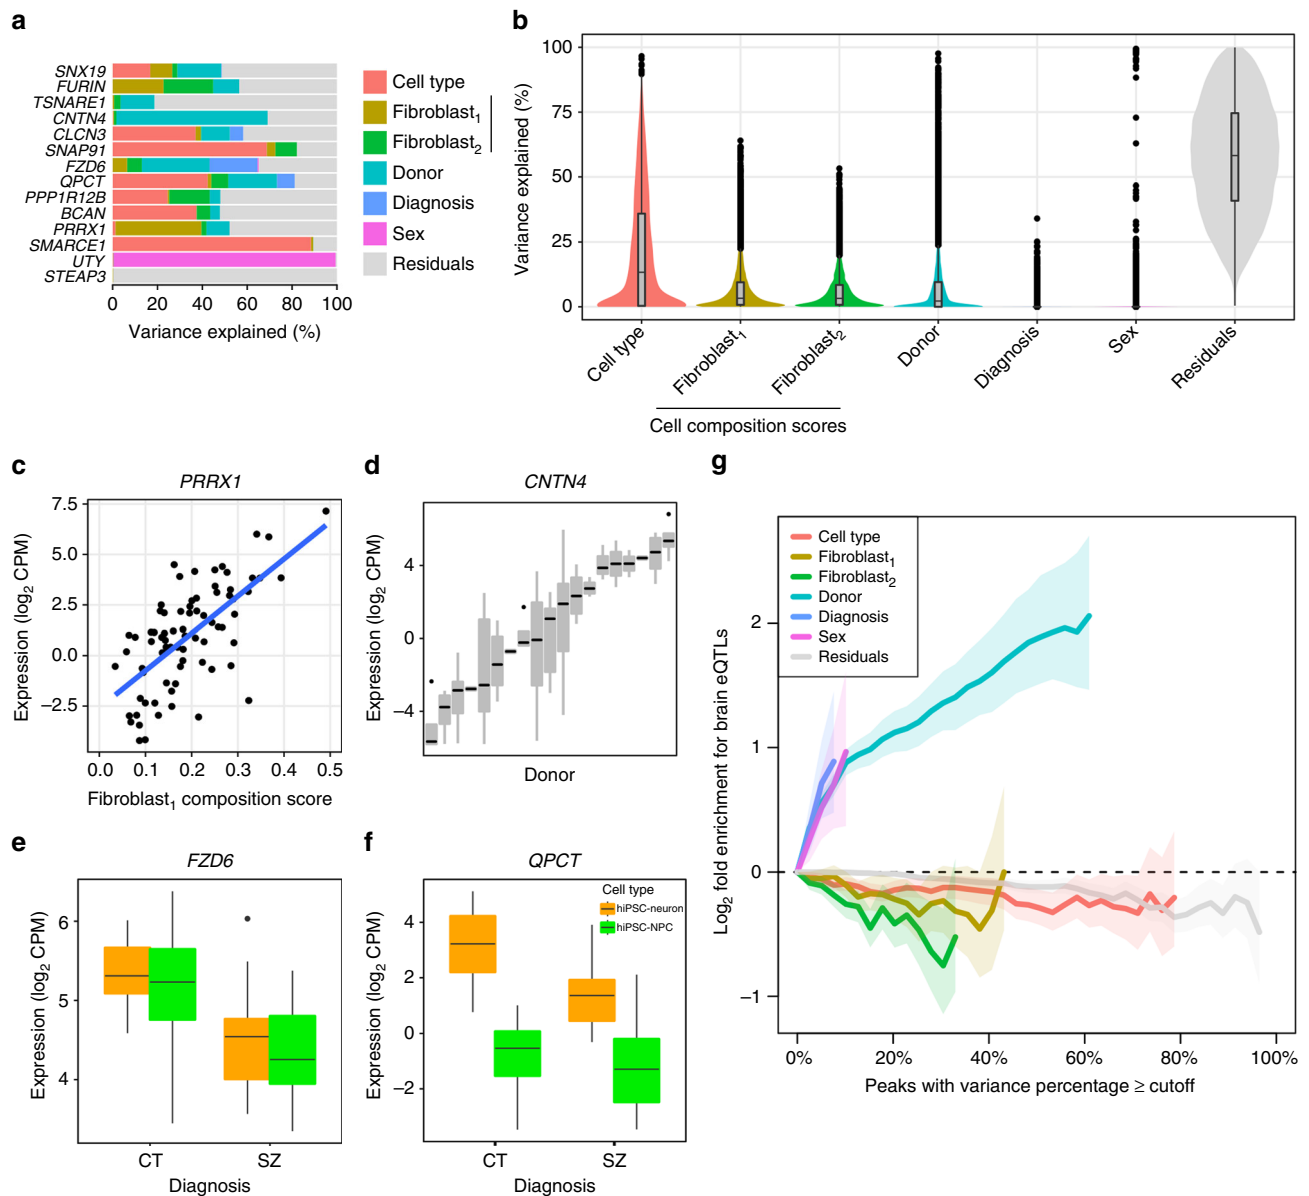 a
SNX19
FURIN
TSNARE1
CNTN4
CLCN3
SNAP91
FZD6
QPCT
PPP1R12B
BCAN
PRRX1
SMARCE1
UTY
STEAP3
0 20 40 60 80 100
Variance explained (%)
Cell type
Fibroblast1
Fibroblast2
Donor
Diagnosis
Sex
Residuals
b
Variance explained (%)
100
75
50
25
0
Cell type
Fibroblast1
Fibroblast2
Donor
Diagnosis
Sex
Residuals
Cell composition scores
c
PRRX1
Expression (log2 CPM)
7.5
5.0
2.5
0.0
−2.5
0.0 0.1 0.2 0.3 0.4 0.5
Fibroblast1 composition score
d
CNTN4
Expression (log2 CPM)
4
0
−4
Donor
e
FZD6
Expression (log2 CPM)
6
5
4
CT SZ
Diagnosis
f
QPCT
Expression (log2 CPM)
4
2
0
−2
Cell type
hiPSC-neuron
hiPSC-NPC
CT SZ
Diagnosis
g
Log2 fold enrichment for brain eQTLs
2
1
0
−1
Cell type
Fibroblast1
Fibroblast2
Donor
Diagnosis
Sex
Residuals
0% 20% 40% 60% 80% 100%
Peaks with variance percentage ≥ cutoff